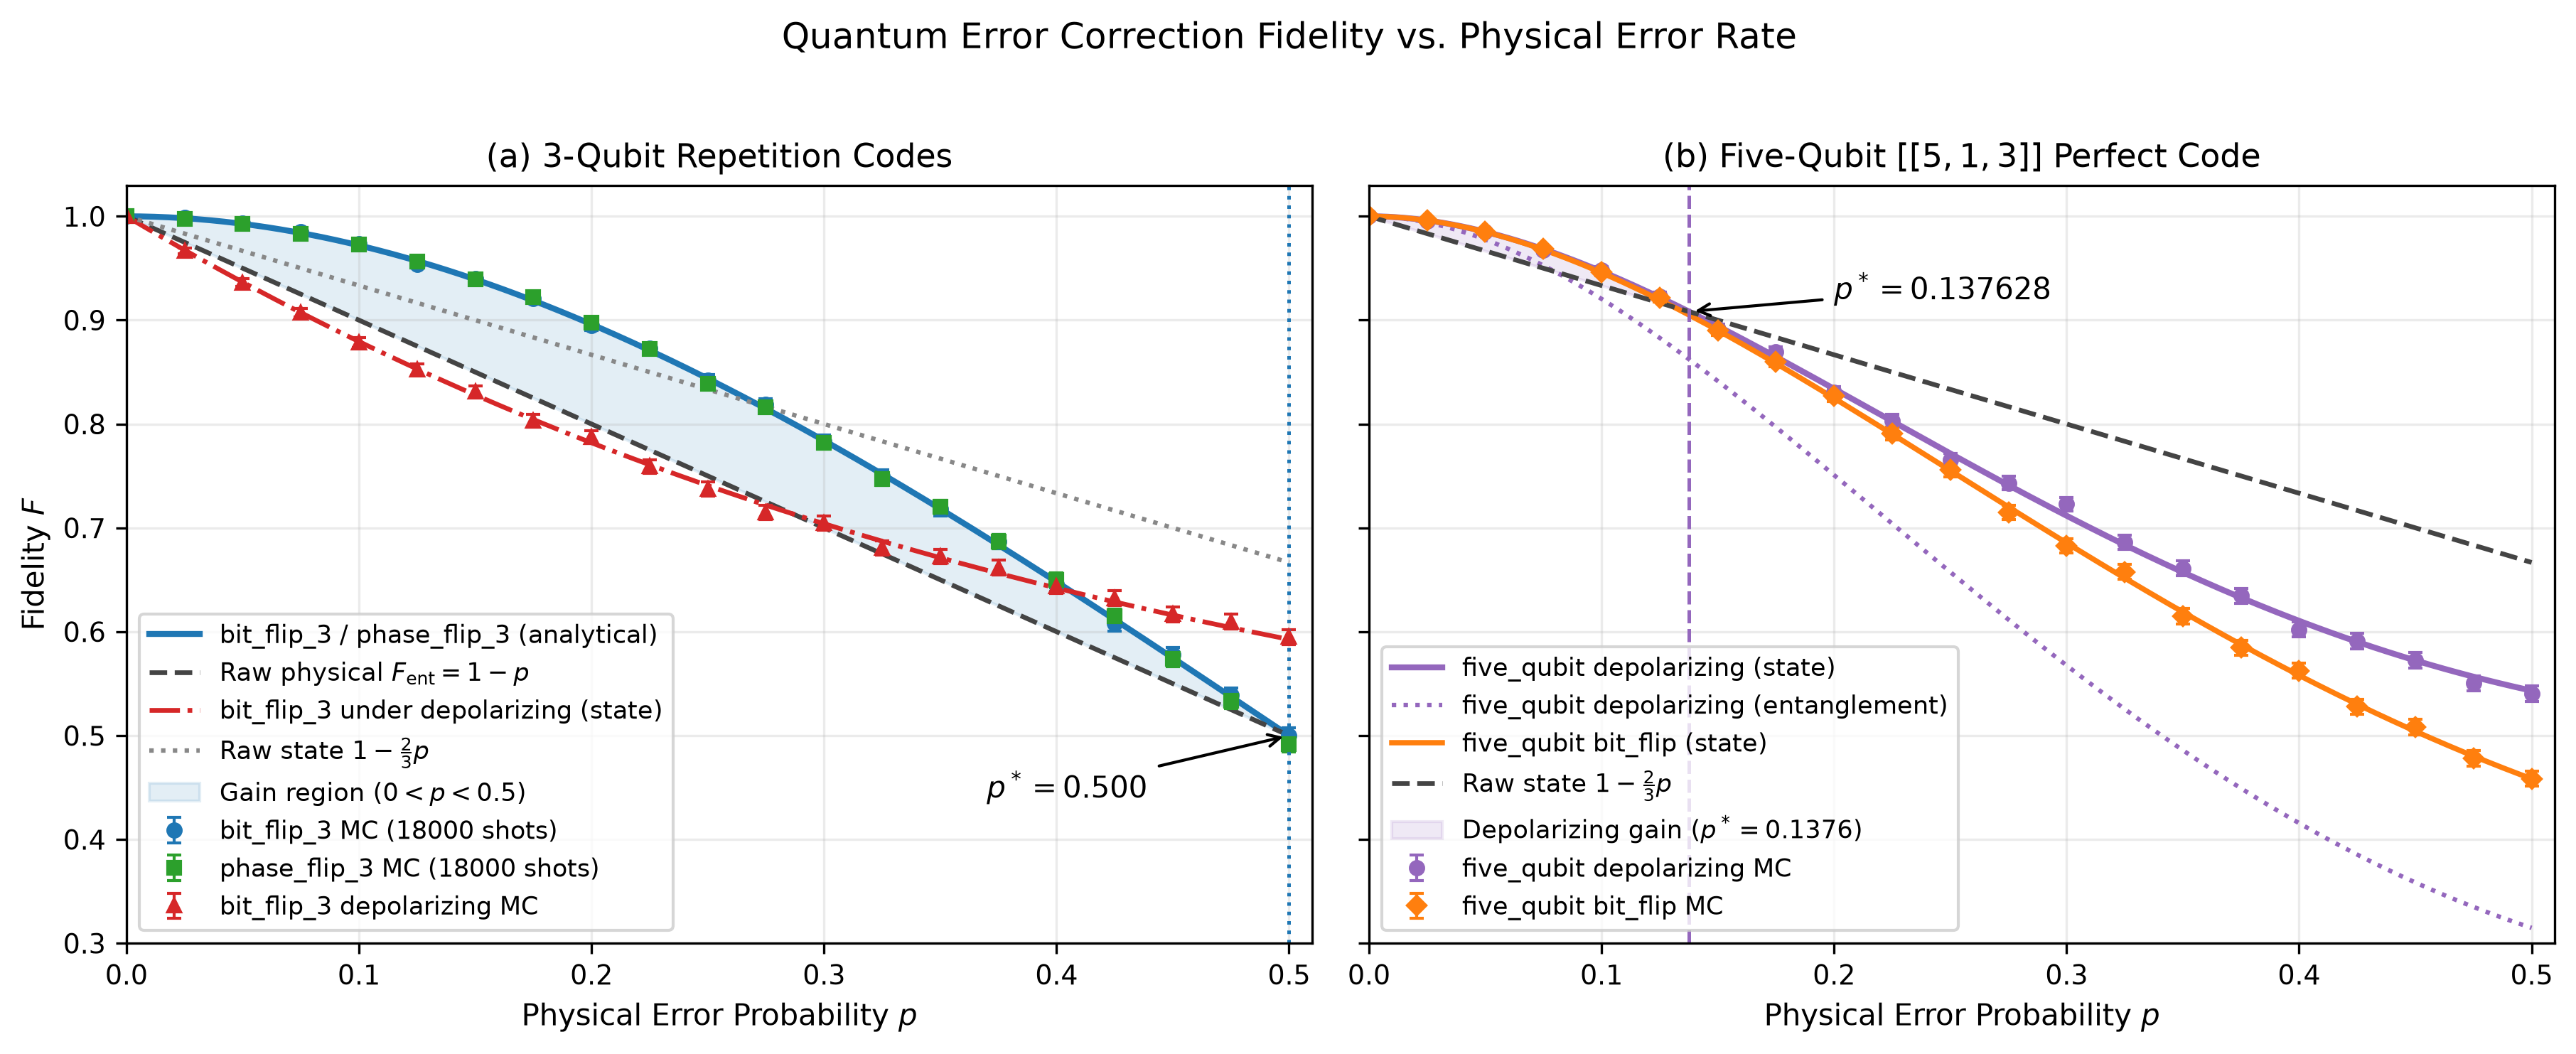 Quantum Error Correction Fidelity vs. Physical Error Rate
(a) 3-Qubit Repetition Codes
Fidelity F
1.0
0.9
0.8
0.7
0.6
0.5
0.4
0.3
p* = 0.500
bit_flip_3 / phase_flip_3 (analytical)
Raw physical F_ent = 1 − p
bit_flip_3 under depolarizing (state)
Raw state 1 − 2/3 p
Gain region (0 < p < 0.5)
bit_flip_3 MC (18000 shots)
phase_flip_3 MC (18000 shots)
bit_flip_3 depolarizing MC
0.0 0.1 0.2 0.3 0.4 0.5
Physical Error Probability p
(b) Five-Qubit [[5, 1, 3]] Perfect Code
p* = 0.137628
five_qubit depolarizing (state)
five_qubit depolarizing (entanglement)
five_qubit bit_flip (state)
Raw state 1 − 2/3 p
Depolarizing gain (p* = 0.1376)
five_qubit depolarizing MC
five_qubit bit_flip MC
0.0 0.1 0.2 0.3 0.4 0.5
Physical Error Probability p